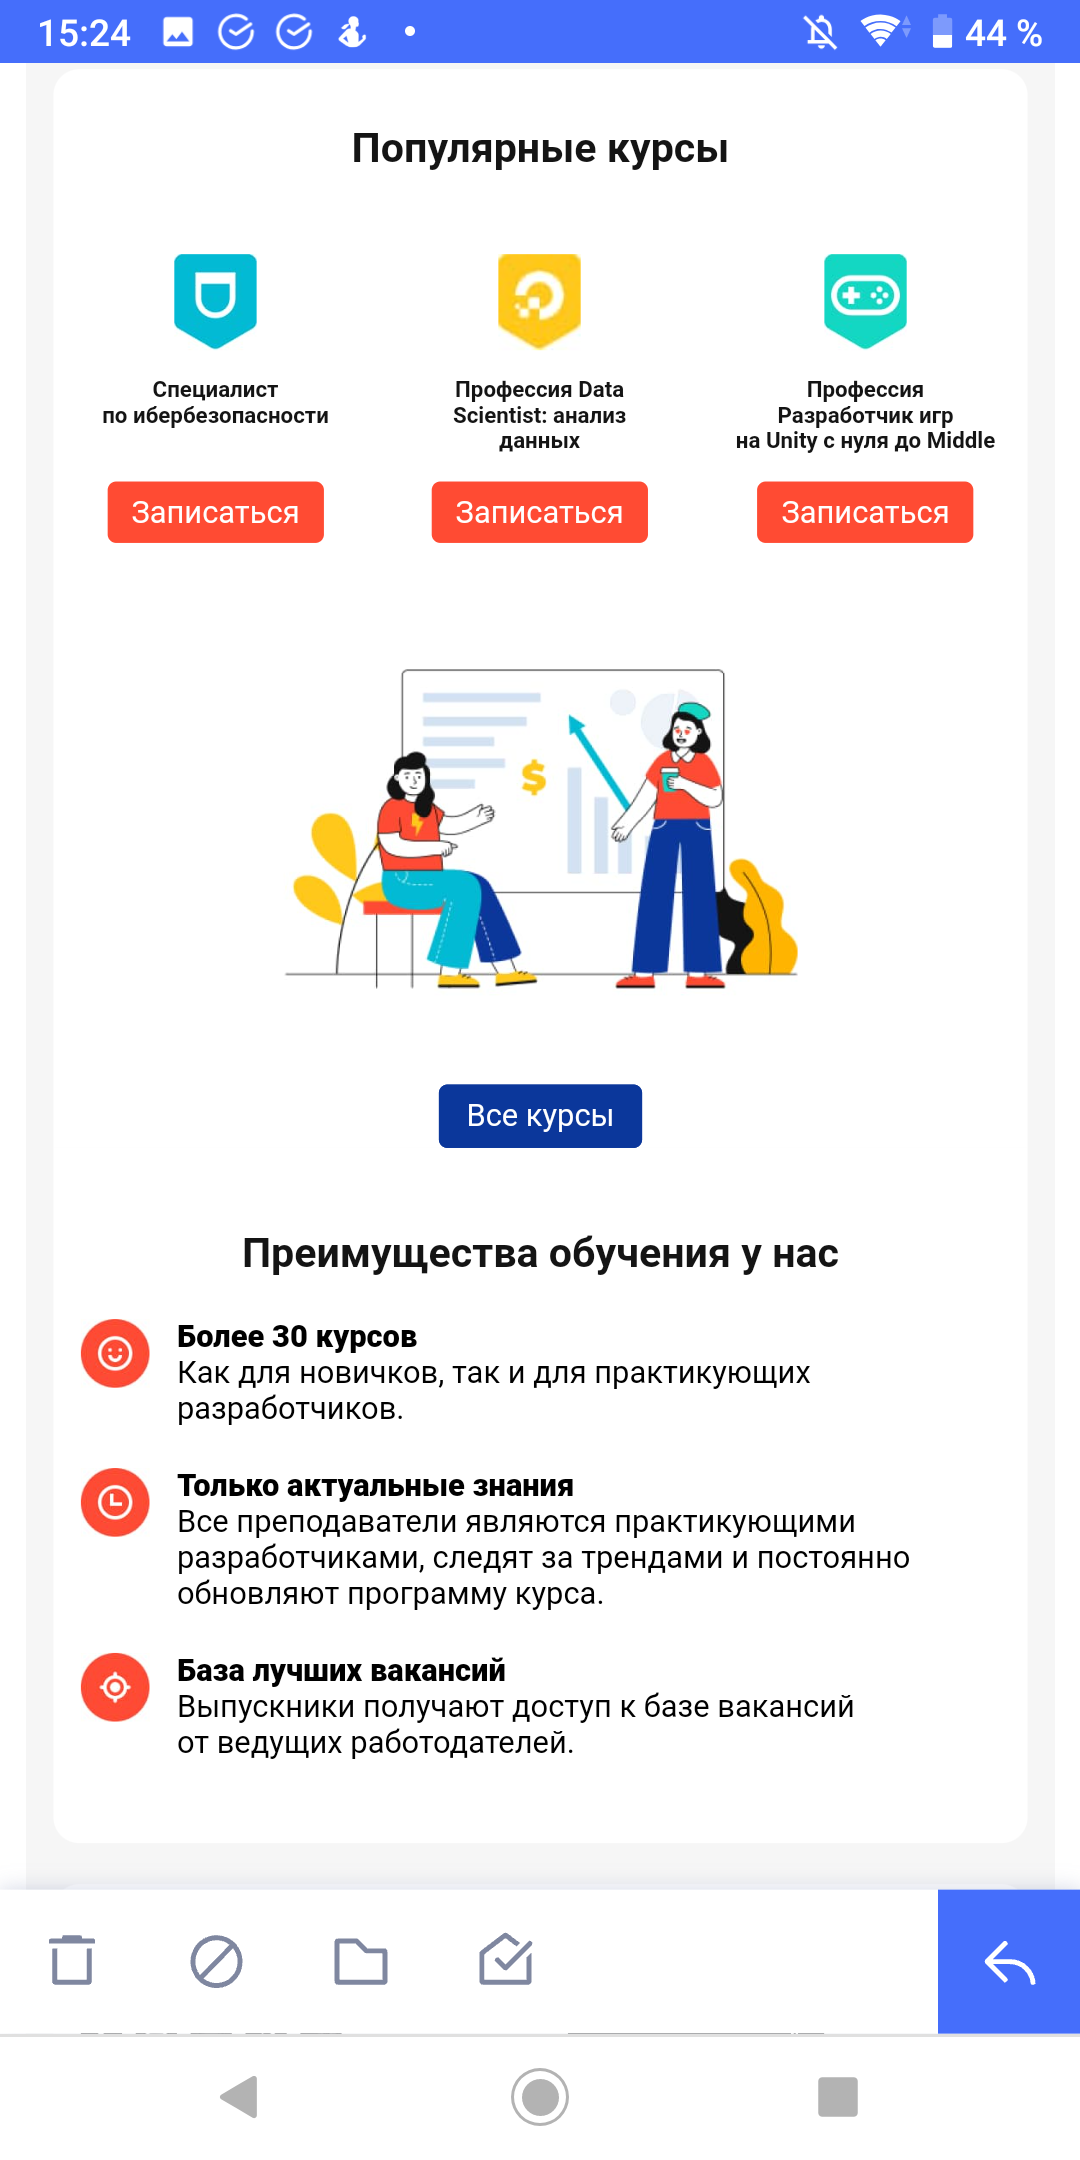 15:24
44 %
Популярные курсы
Специалист
по ибербезопасности
Записаться
Профессия Data
Scientist: анализ
данных
Записаться
Профессия
Разработчик игр
на Unity с нуля до Middle
Записаться
$
Все курсы
Преимущества обучения у нас
Более 30 курсов
Как для новичков, так и для практикующих
разработчиков.
Только актуальные знания
Все преподаватели являются практикующими
разработчиками, следят за трендами и постоянно
обновляют программу курса.
База лучших вакансий
Выпускники получают доступ к базе вакансий
от ведущих работодателей.